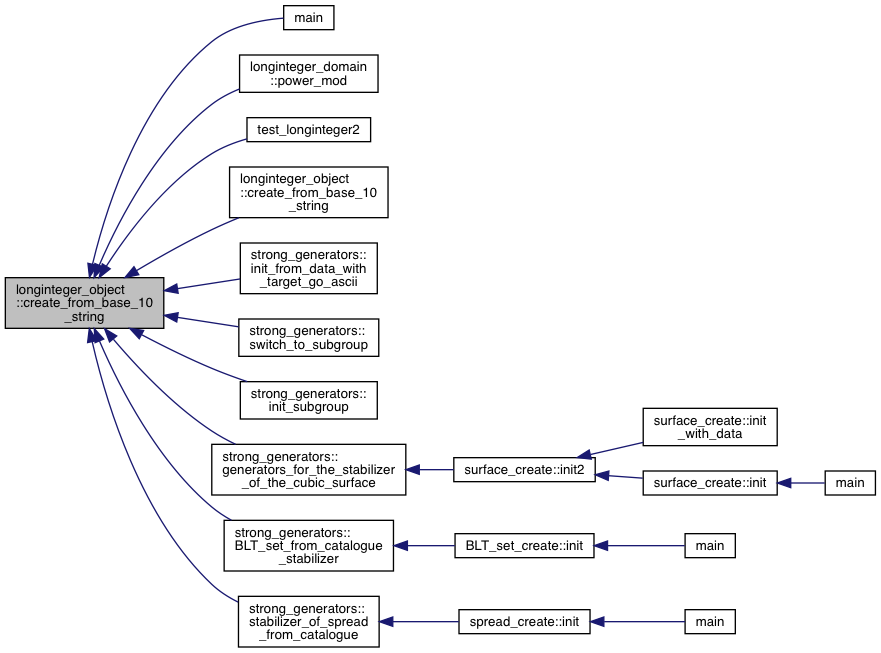 main
longinteger_domain
::power_mod
test_longinteger2
longinteger_object
::create_from_base_10
_string
strong_generators::
init_from_data_with
_target_go_ascii
longinteger_object
::create_from_base_10
_string
strong_generators::
switch_to_subgroup
strong_generators::
init_subgroup
strong_generators::
generators_for_the_stabilizer
_of_the_cubic_surface
surface_create::init2
surface_create::init
_with_data
surface_create::init
main
strong_generators::
BLT_set_from_catalogue
_stabilizer
BLT_set_create::init
main
strong_generators::
stabilizer_of_spread
_from_catalogue
spread_create::init
main